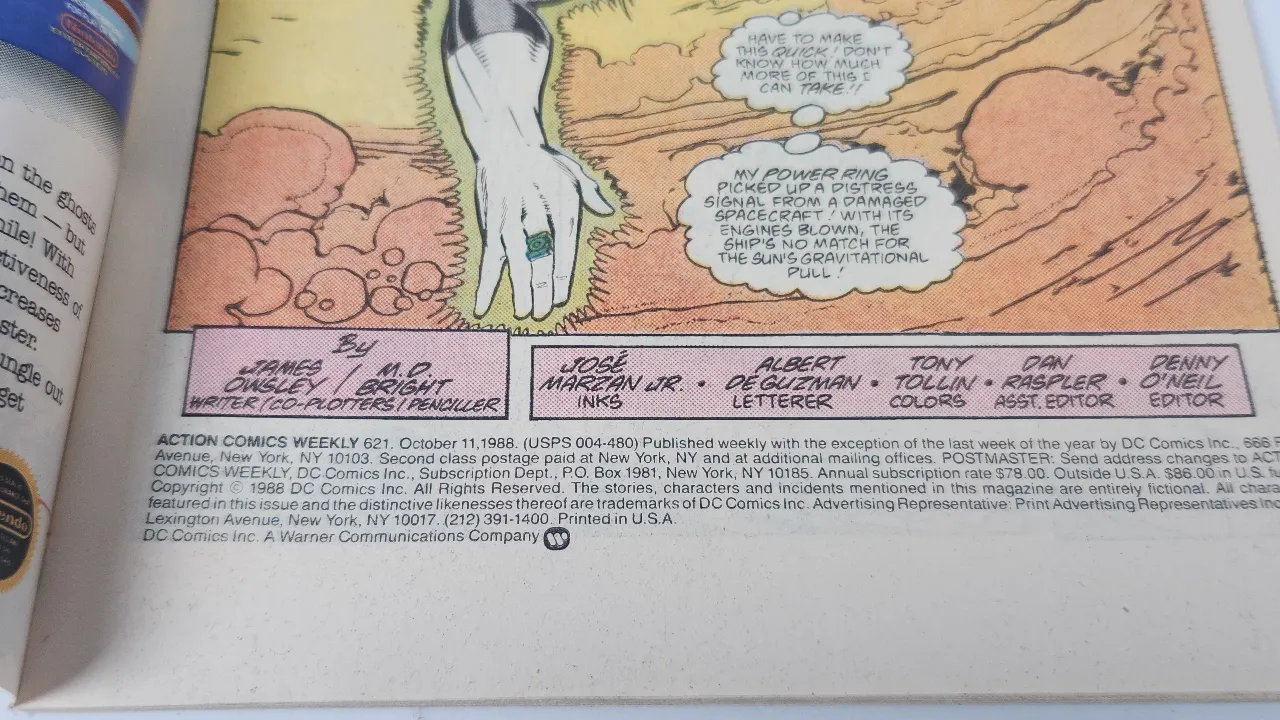 Nintendo
ENTERTAINMENT
SYSTEM
n the ghosts
hem — but
hile! With
ctiveness of
creases
ster.
ungle out
get
HAVE TO MAKE
THIS QUICK! DON'T
KNOW HOW MUCH
MORE OF THIS I
CAN TAKE!!
MY POWER RING
PICKED UP A DISTRESS
SIGNAL FROM A DAMAGED
SPACECRAFT! WITH ITS
ENGINES BLOWN, THE
SHIP'S NO MATCH FOR
THE SUN'S GRAVITATIONAL
PULL!
By
JAMES OWSLEY / M.D. BRIGHT
WRITER / CO-PLOTTERS / PENCILLER
JOSÉ MARZAN JR. • ALBERT DE GUZMAN • TONY TOLLIN • DAN RASPLER • DENNY O'NEIL
INKS LETTERER COLORS ASST. EDITOR EDITOR
ACTION COMICS WEEKLY 621. October 11, 1988. (USPS 004-480) Published weekly with the exception of the last week of the year by DC Comics Inc., 666 F
Avenue, New York, NY 10103. Second class postage paid at New York, NY and at additional mailing offices. POSTMASTER: Send address changes to ACT
COMICS WEEKLY, DC Comics Inc., Subscription Dept., P.O. Box 1981, New York, NY 10185. Annual subscription rate $78.00. Outside U.S.A. $86.00 in U.S. fu
Copyright © 1988 DC Comics Inc. All Rights Reserved. The stories, characters and incidents mentioned in this magazine are entirely fictional. All chara
featured in this issue and the distinctive likenesses thereof are trademarks of DC Comics Inc. Advertising Representative: Print Advertising Representatives Inc
Lexington Avenue, New York, NY 10017. (212) 391-1400. Printed in U.S.A.
DC Comics Inc. A Warner Communications Company
endo